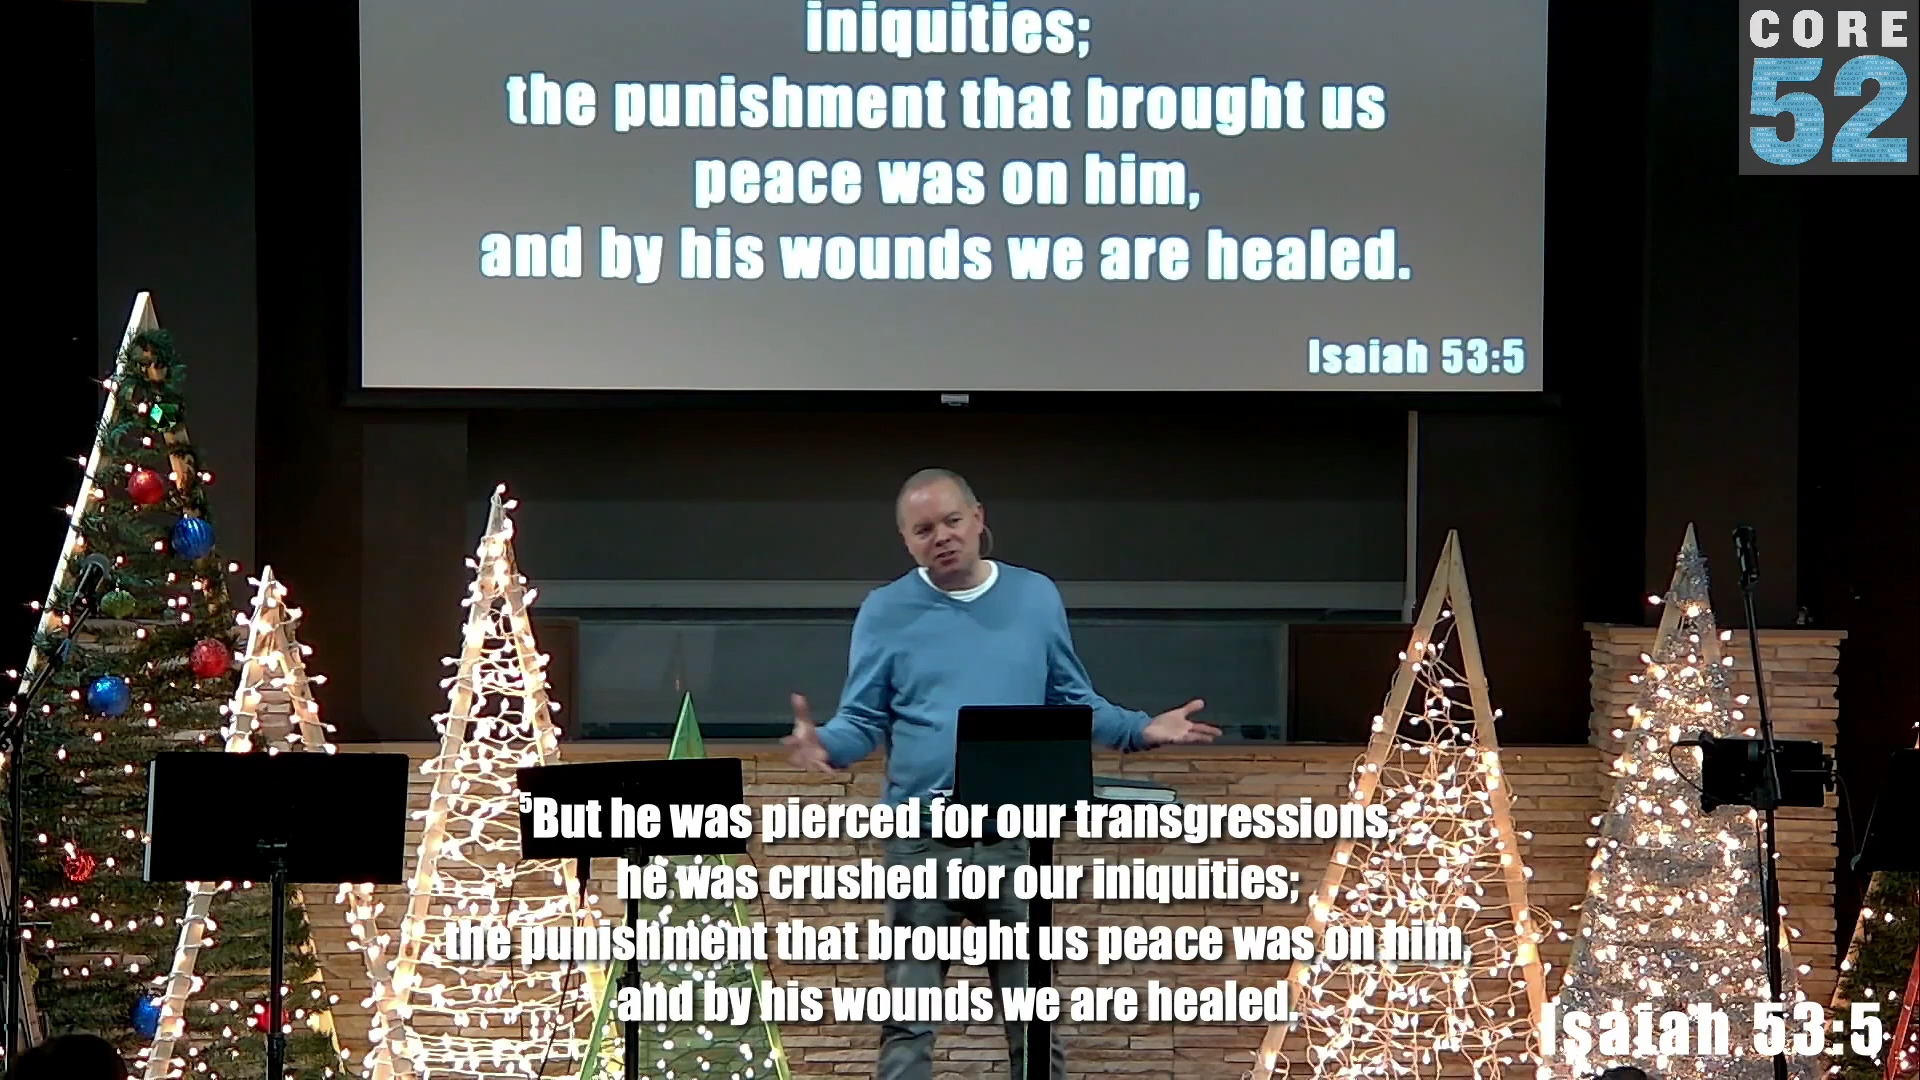 iniquities;
the punishment that brought us
peace was on him,
and by his wounds we are healed.
Isaiah 53:5
CORE
52
⁵But he was pierced for our transgressions,
he was crushed for our iniquities;
the punishment that brought us peace was on him,
and by his wounds we are healed.
Isaiah 53:5